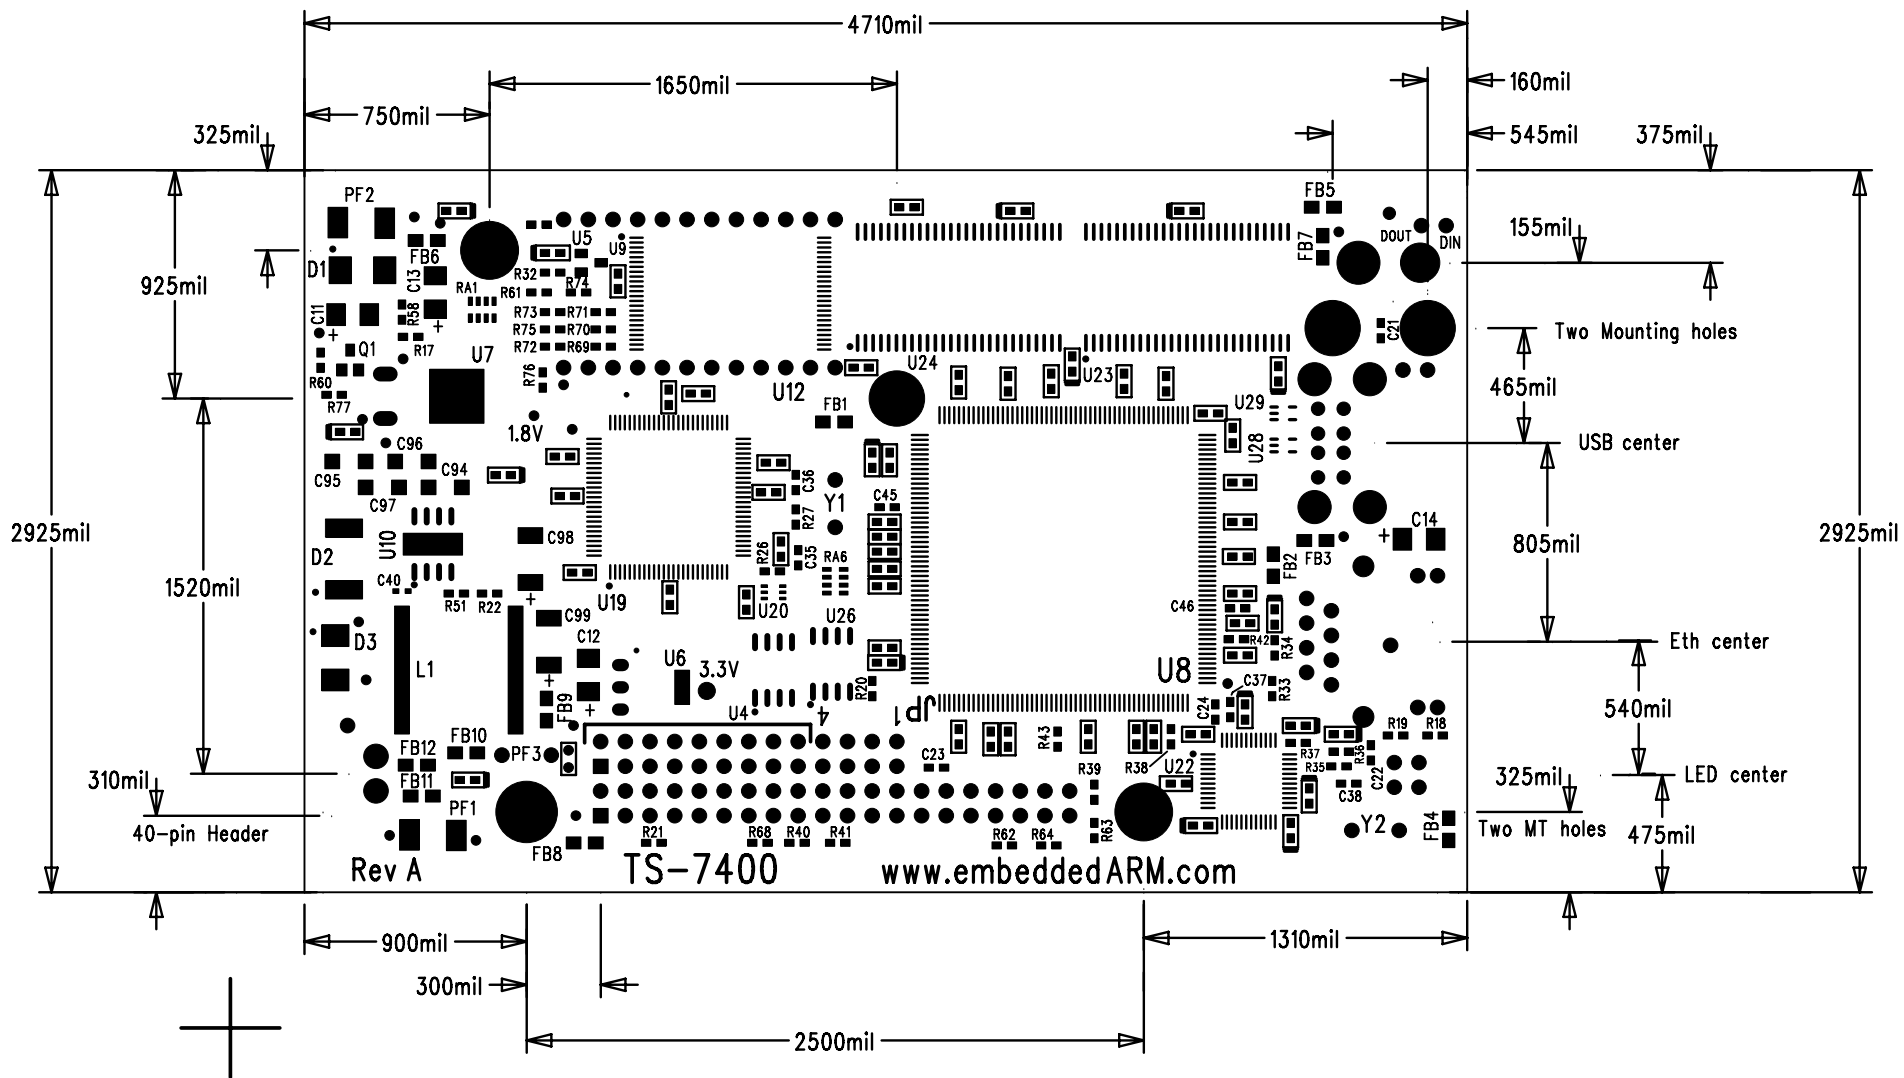 4710mil
1650mil
160mil
750mil
325mil
545mil
375mil
PF2
FB5
155mil
DOUT
DIN
FB7
U5
U9
D1
FB6
C13
R32
R74
925mil
RA1
R61
C11
+
R58
+
R73
R71
R75
R70
R72
R69
C21
Two Mounting holes
Q1
R17
U7
U24
U23
R60
R76
R77
U12
FB1
465mil
U29
1.8V
U28
USB center
C96
C95
C94
C97
C36
Y1
C45
R27
2925mil
U10
C98
D2
R26
C35
RA6
C14
+
FB3
FB2
805mil
2925mil
1520mil
C40
R51
R22
+
U19
U20
U26
C46
C99
D3
C12
R42
R34
Eth center
L1
U6
3.3V
U8
R20
C37
R33
+
FB9
+
U4
4
1
JP1
C24
540mil
FB12
FB10
PF3
R43
C23
R38
U22
R19
R18
R37
R36
R35
C22
C38
LED center
310mil
FB11
R39
325mil
40-pin Header
PF1
FB8
R21
R68
R40
R41
R62
R64
R63
Y2
FB4
Two MT holes
475mil
Rev A
TS-7400
www.embeddedARM.com
900mil
1310mil
300mil
2500mil